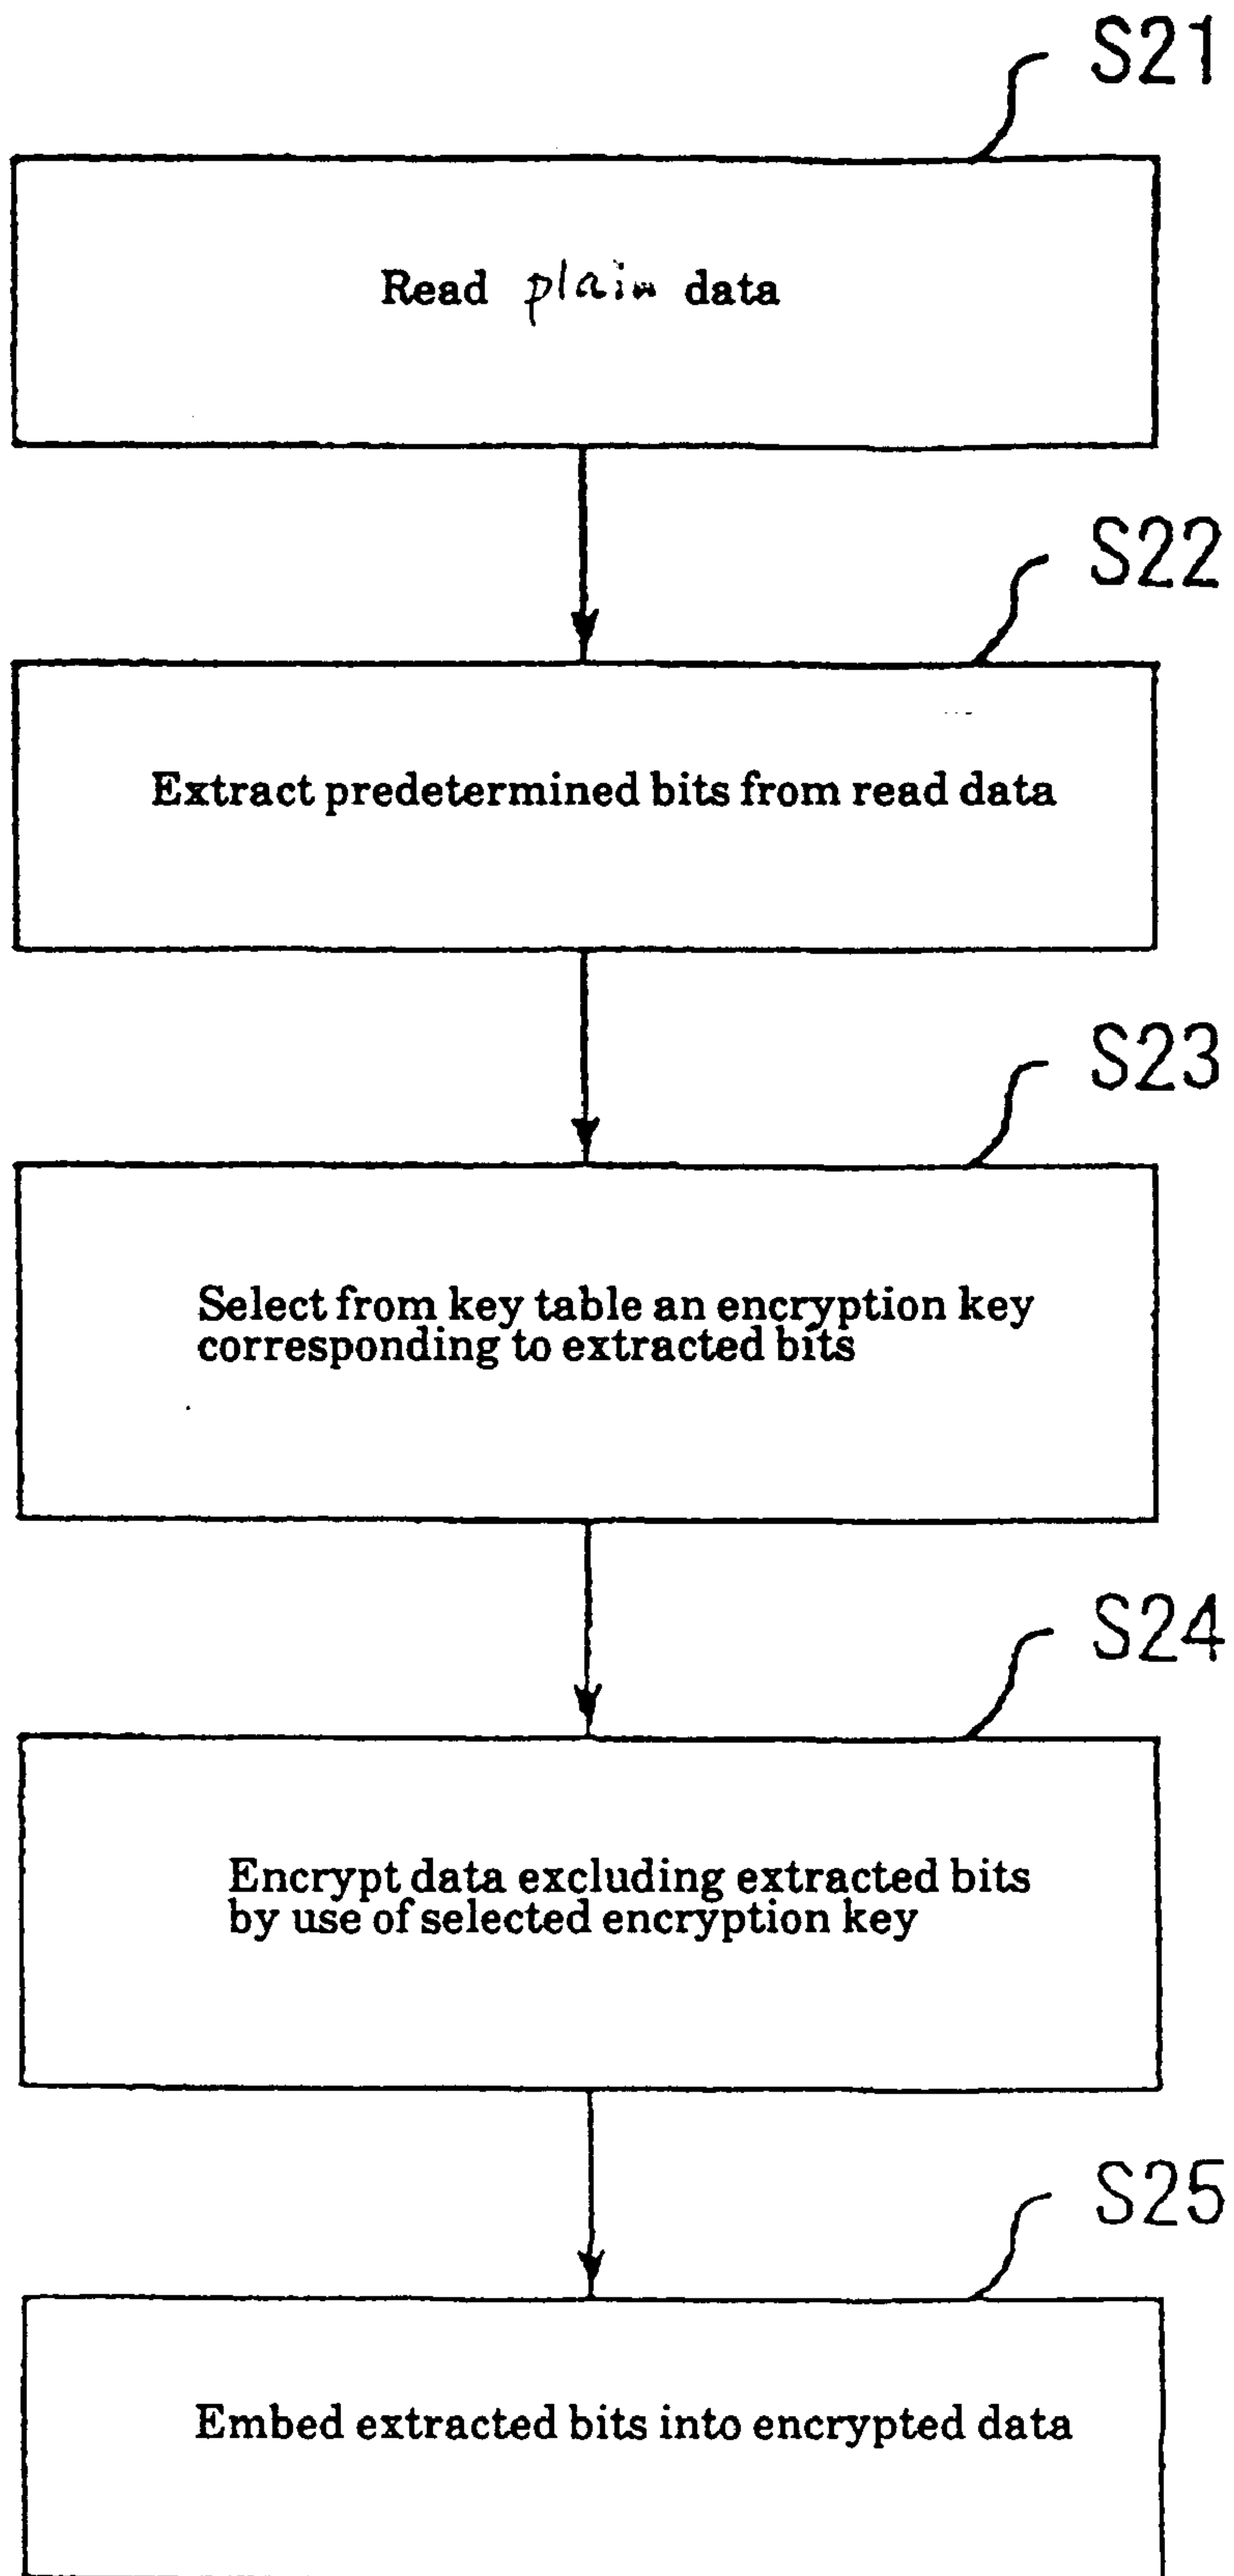 S21
Read plain data
S22
Extract predetermined bits from read data
S23
Select from key table an encryption key
corresponding to extracted bits
S24
Encrypt data excluding extracted bits
by use of selected encryption key
S25
Embed extracted bits into encrypted data